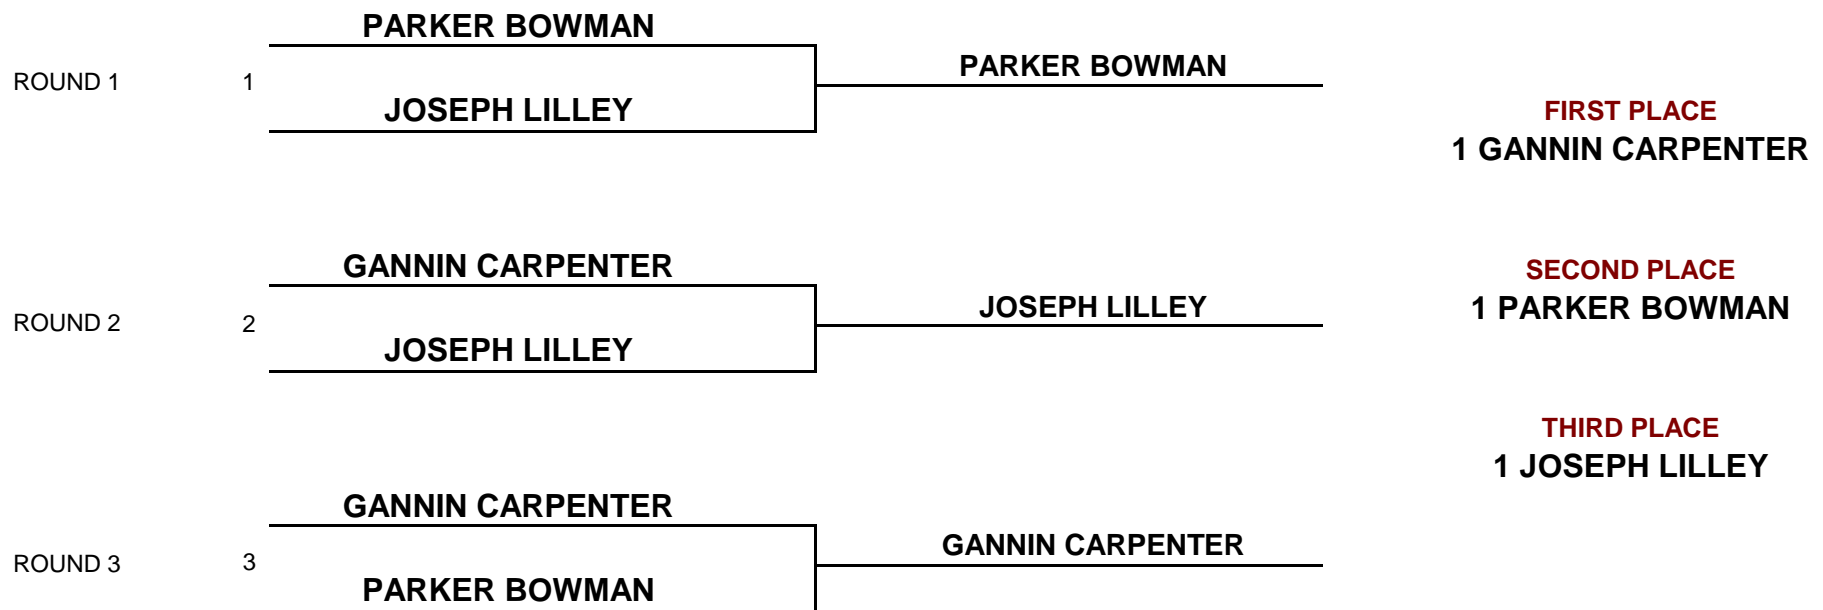 PARKER BOWMAN
ROUND 1 1 PARKER BOWMAN
JOSEPH LILLEY
FIRST PLACE
1 GANNIN CARPENTER
GANNIN CARPENTER
ROUND 2 2 JOSEPH LILLEY
JOSEPH LILLEY
SECOND PLACE
1 PARKER BOWMAN
THIRD PLACE
1 JOSEPH LILLEY
GANNIN CARPENTER
ROUND 3 3 GANNIN CARPENTER
PARKER BOWMAN